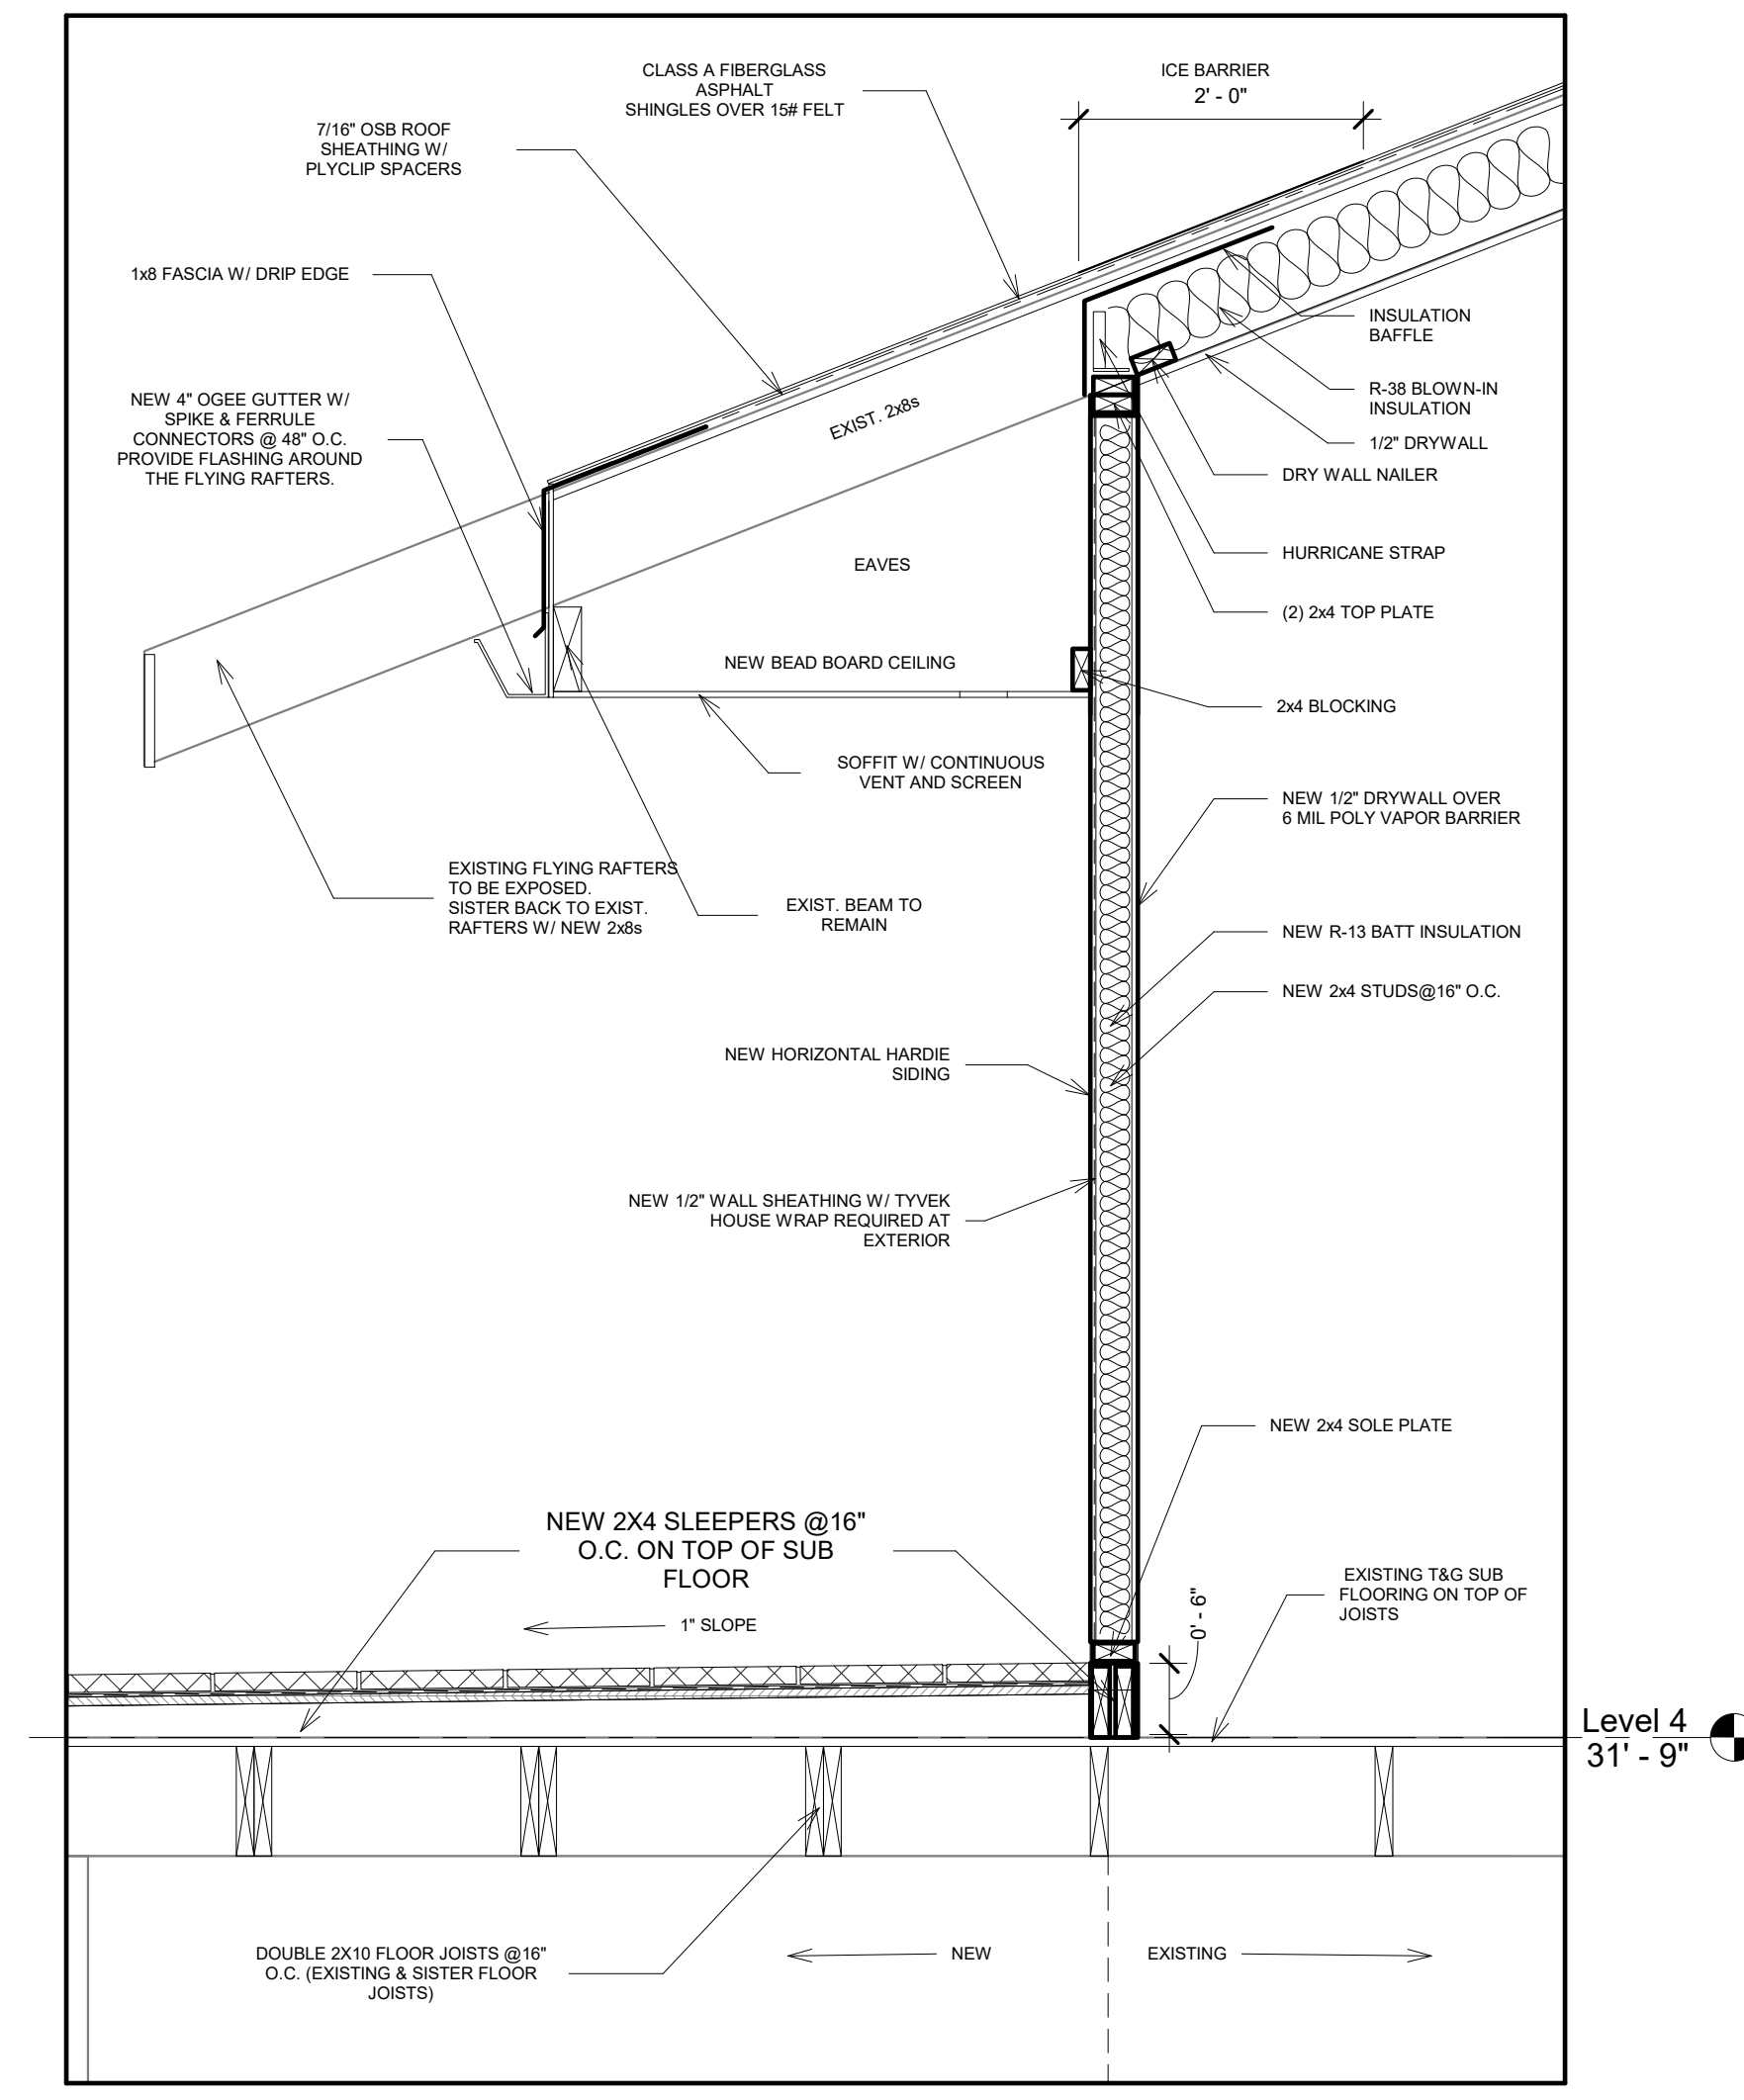 CLASS A FIBERGLASS
ASPHALT
SHINGLES OVER 15# FELT
ICE BARRIER
2' - 0"
7/16" OSB ROOF
SHEATHING W/
PLYCLIP SPACERS
1x8 FASCIA W/ DRIP EDGE
NEW 4" OGEE GUTTER W/
SPIKE & FERRULE
CONNECTORS @ 48" O.C.
PROVIDE FLASHING AROUND
THE FLYING RAFTERS.
EXIST. 2x8s
INSULATION
BAFFLE
R-38 BLOWN-IN
INSULATION
1/2" DRYWALL
DRY WALL NAILER
HURRICANE STRAP
(2) 2x4 TOP PLATE
EAVES
NEW BEAD BOARD CEILING
2x4 BLOCKING
SOFFIT W/ CONTINUOUS
VENT AND SCREEN
NEW 1/2" DRYWALL OVER
6 MIL POLY VAPOR BARRIER
EXISTING FLYING RAFTERS
TO BE EXPOSED.
SISTER BACK TO EXIST.
RAFTERS W/ NEW 2x8s
EXIST. BEAM TO
REMAIN
NEW R-13 BATT INSULATION
NEW 2x4 STUDS@16" O.C.
NEW HORIZONTAL HARDIE
SIDING
NEW 1/2" WALL SHEATHING W/ TYVEK
HOUSE WRAP REQUIRED AT
EXTERIOR
NEW 2x4 SOLE PLATE
NEW 2X4 SLEEPERS @16"
O.C. ON TOP OF SUB
FLOOR
1" SLOPE
EXISTING T&G SUB
FLOORING ON TOP OF
JOISTS
0' - 6"
Level 4
31' - 9"
DOUBLE 2X10 FLOOR JOISTS @16"
O.C. (EXISTING & SISTER FLOOR
JOISTS)
NEW
EXISTING